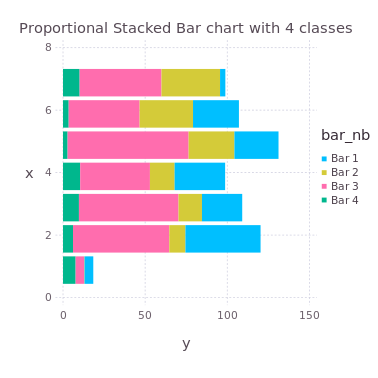 Proportional Stacked Bar chart with 4 classes
8
6
4
2
0
x
0 50 100 150
y
bar_nb
Bar 1
Bar 2
Bar 3
Bar 4